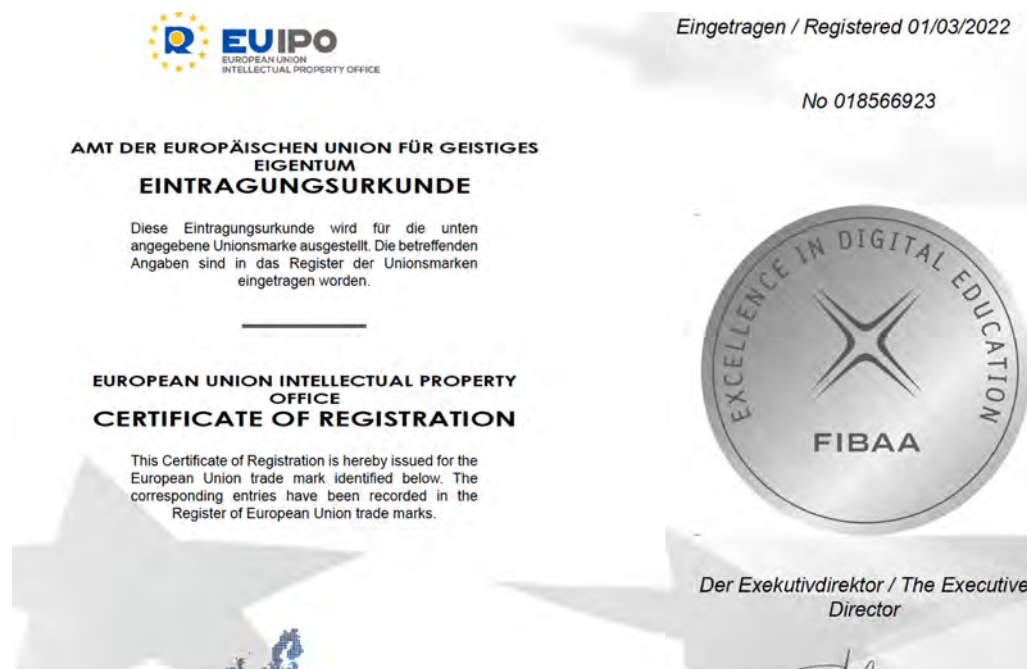 EUIPO
EUROPEAN UNION
INTELLECTUAL PROPERTY OFFICE
AMT DER EUROPÄISCHEN UNION FÜR GEISTIGES
EIGENTUM
EINTRAGUNGSURKUNDE
Diese Eintragungsurkunde wird für die unten
angegebene Unionsmarke ausgestellt. Die betreffenden
Angaben sind in das Register der Unionsmarken
eingetragen worden.
EUROPEAN UNION INTELLECTUAL PROPERTY
OFFICE
CERTIFICATE OF REGISTRATION
This Certificate of Registration is hereby issued for the
European Union trade mark identified below. The
corresponding entries have been recorded in the
Register of European Union trade marks.
Eingetragen / Registered 01/03/2022
No 018566923
EXCELLENCE IN DIGITAL EDUCATION
FIBAA
Der Exekutivdirektor / The Executive
Director